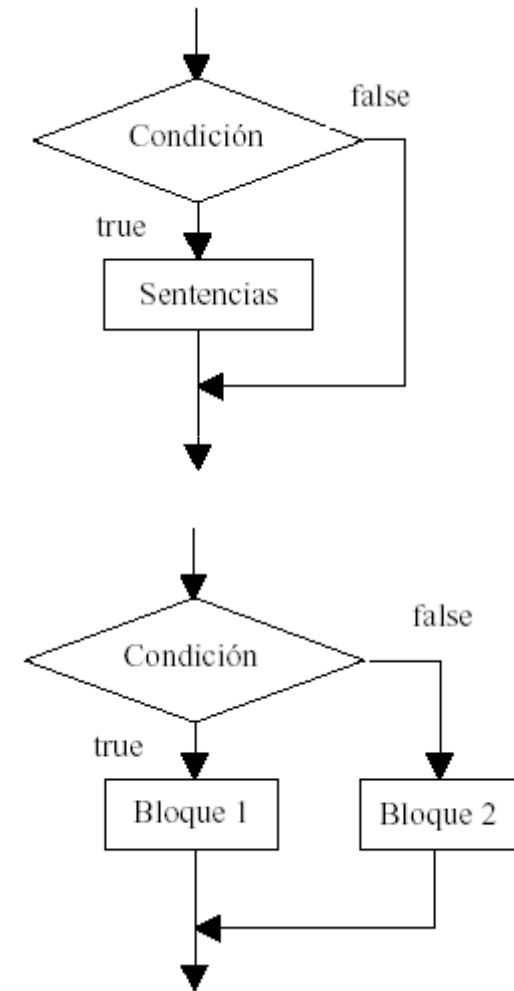 false
Condición
true
Sentencias
false
Condición
true
Bloque 1
Bloque 2